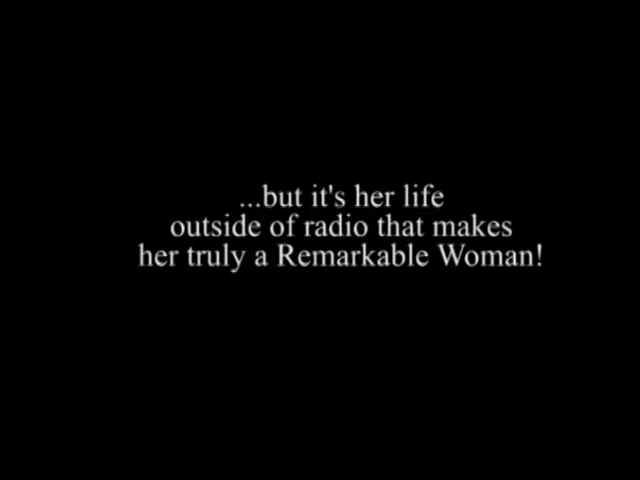 ...but it's her life
outside of radio that makes
her truly a Remarkable Woman!